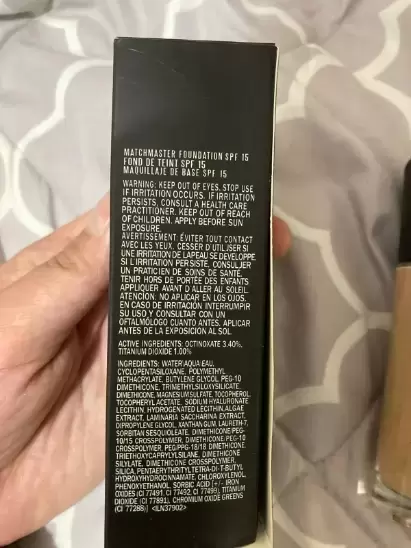 MATCHMASTER FOUNDATION SPF 15
FOND DE TEINT SPF 15
MAQUILLAJE DE BASE SPF 15
WARNING: KEEP OUT OF EYES. STOP USE
IF IRRITATION OCCURS. IF IRRITATION
PERSISTS, CONSULT A HEALTH CARE
PRACTITIONER. KEEP OUT OF REACH
OF CHILDREN. APPLY BEFORE SUN
EXPOSURE.
AVERTISSEMENT: ÉVITER TOUT CONTACT
AVEC LES YEUX. CESSER D'UTILISER SI
UNE IRRITATION DE LA PEAU SE DÉVELOPPE.
SI L'IRRITATION PERSISTE, CONSULTER
UN PRATICIEN DE SOINS DE SANTÉ.
TENIR HORS DE PORTÉE DES ENFANTS
APPLIQUER AVANT D'ALLER AU SOLEIL.
ATENCIÓN: NO APLICAR EN LOS OJOS.
EN CASO DE IRRITACIÓN INTERRUMPIR
SU USO Y CONSULTAR CON UN
OFTALMÓLOGO CUANTO ANTES. APLICAR
ANTES DE LA EXPOSICIÓN AL SOL.
ACTIVE INGREDIENTS: OCTINOXATE 3.40%,
TITANIUM DIOXIDE 1.00%
INGREDIENTS: WATER\AQUA\EAU,
CYCLOPENTASILOXANE, POLYMETHYL
METHACRYLATE, BUTYLENE GLYCOL, PEG-10
DIMETHICONE, TRIMETHYLSILOXYSILICATE,
DIMETHICONE, MAGNESIUM SULFATE, TOCOPHEROL,
TOCOPHERYL ACETATE, SODIUM HYALURONATE,
LECITHIN, HYDROGENATED LECITHIN, ALGAE
EXTRACT, LAMINARIA SACCHARINA EXTRACT,
DIPROPYLENE GLYCOL, XANTHAN GUM, LAURETH-7,
SORBITAN SESQUIOLEATE, DIMETHICONE/PEG-
10/15 CROSSPOLYMER, DIMETHICONE/PEG-10
CROSSPOLYMER, PEG/PPG-18/18 DIMETHICONE,
TRIETHOXYCAPRYLYLSILANE, DIMETHICONE
SILYLATE, DIMETHICONE CROSSPOLYMER,
SILICA, PENTAERYTHRITYL TETRA-DI-T-BUTYL
HYDROXYHYDROCINNAMATE, CHLOROXYLENOL,
PHENOXYETHANOL, SORBIC ACID [+/- IRON
OXIDES (CI 77491, CI 77492, CI 77499), TITANIUM
DIOXIDE (CI 77891), CHROMIUM OXIDE GREENS
(CI 77288)] <ILN37902>